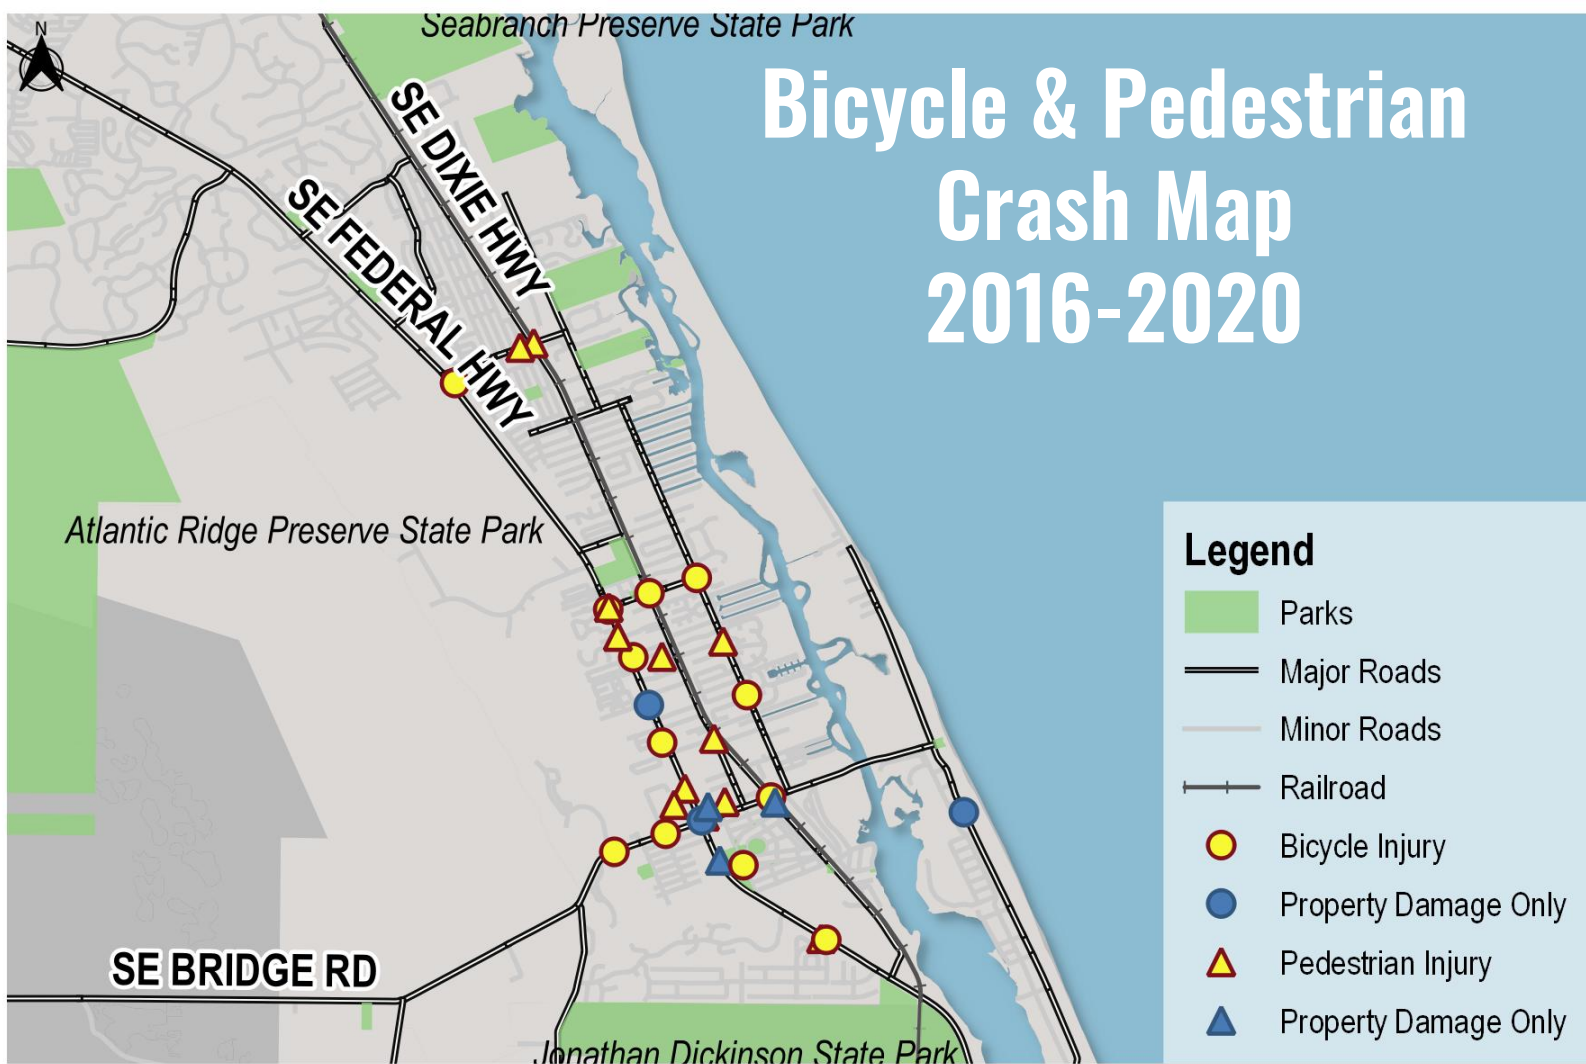 Seabranch Preserve State Park
N
Bicycle & Pedestrian
Crash Map
2016-2020
SE DIXIE HWY
SE FEDERAL HWY
Atlantic Ridge Preserve State Park
SE BRIDGE RD
Jonathan Dickinson State Park
Legend
Parks
Major Roads
Minor Roads
Railroad
Bicycle Injury
Property Damage Only
Pedestrian Injury
Property Damage Only